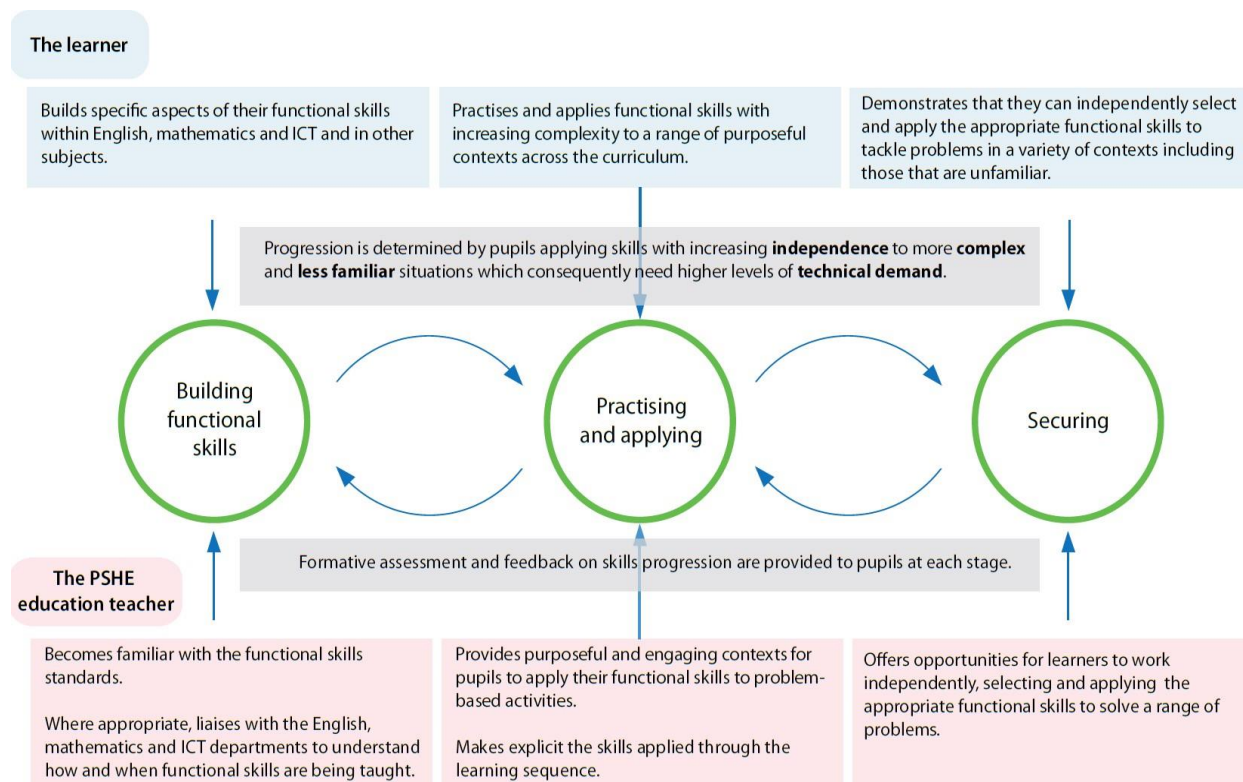 The learner
Builds specific aspects of their functional skills
within English, mathematics and ICT and in other
subjects.
Practises and applies functional skills with
increasing complexity to a range of purposeful
contexts across the curriculum.
Demonstrates that they can independently select
and apply the appropriate functional skills to
tackle problems in a variety of contexts including
those that are unfamiliar.
Progression is determined by pupils applying skills with increasing independence to more complex
and less familiar situations which consequently need higher levels of technical demand.
Building
functional
skills
Practising
and applying
Securing
Formative assessment and feedback on skills progression are provided to pupils at each stage.
The PSHE
education teacher
Becomes familiar with the functional skills
standards.
Where appropriate, liaises with the English,
mathematics and ICT departments to understand
how and when functional skills are being taught.
Provides purposeful and engaging contexts for
pupils to apply their functional skills to problem-
based activities.
Makes explicit the skills applied through the
learning sequence.
Offers opportunities for learners to work
independently, selecting and applying the
appropriate functional skills to solve a range of
problems.